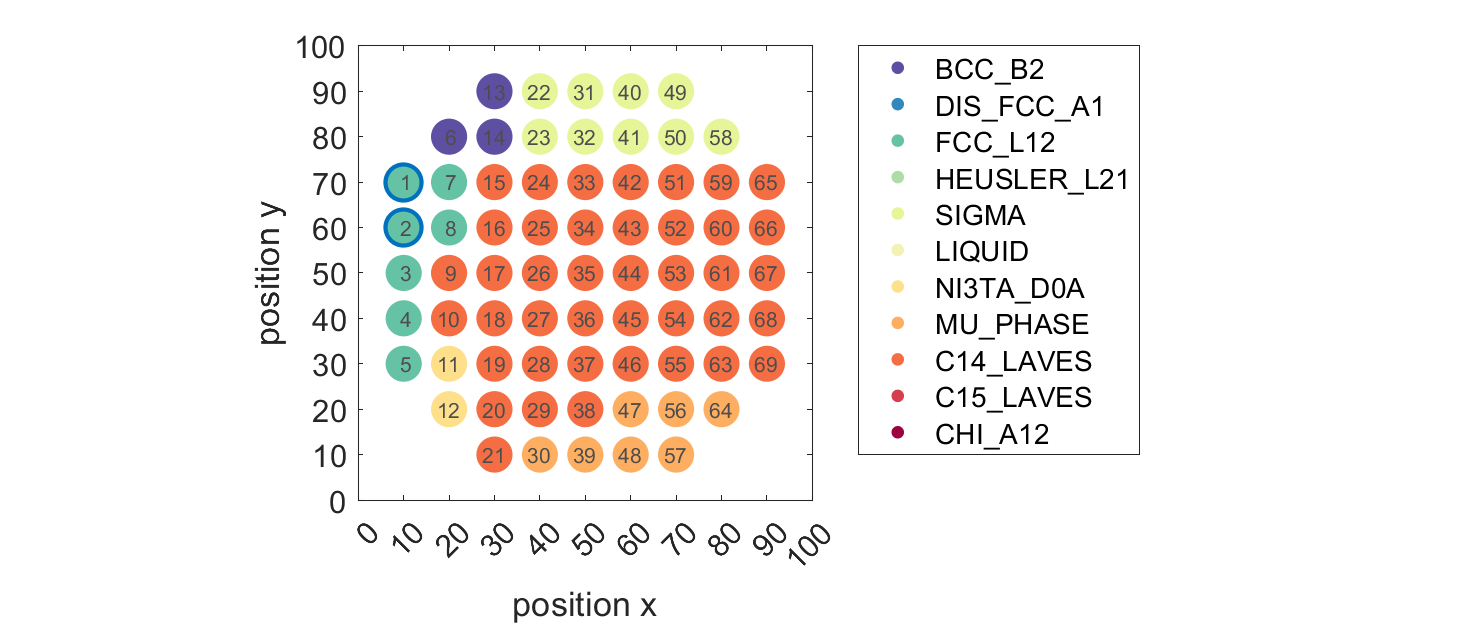 100
90
80
70
60
50
40
30
20
10
0
position y
13 22 31 40 49
6 14 23 32 41 50 58
1 7 15 24 33 42 51 59 65
2 8 16 25 34 43 52 60 66
3 9 17 26 35 44 53 61 67
4 10 18 27 36 45 54 62 68
5 11 19 28 37 46 55 63 69
12 20 29 38 47 56 64
21 30 39 48 57
0 10 20 30 40 50 60 70 80 90 100
position x
BCC_B2
DIS_FCC_A1
FCC_L12
HEUSLER_L21
SIGMA
LIQUID
NI3TA_D0A
MU_PHASE
C14_LAVES
C15_LAVES
CHI_A12